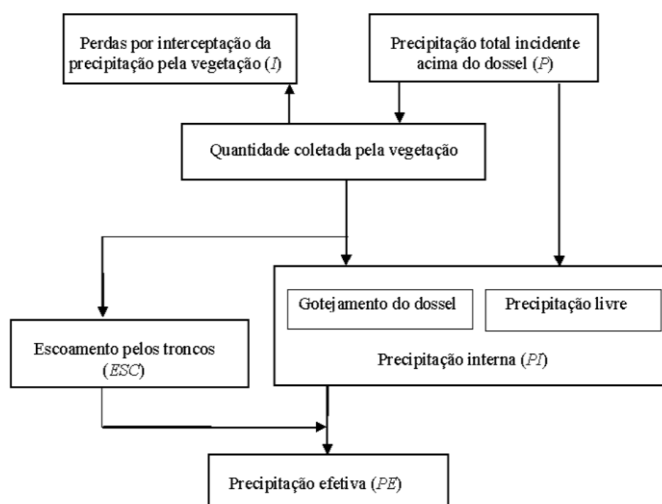 Perdas por interceptação da
precipitação pela vegetação (I)
Precipitação total incidente
acima do dossel (P)
Quantidade coletada pela vegetação
Gotejamento do dossel
Precipitação livre
Escoamento pelos troncos
(ESC)
Precipitação interna (PI)
Precipitação efetiva (PE)